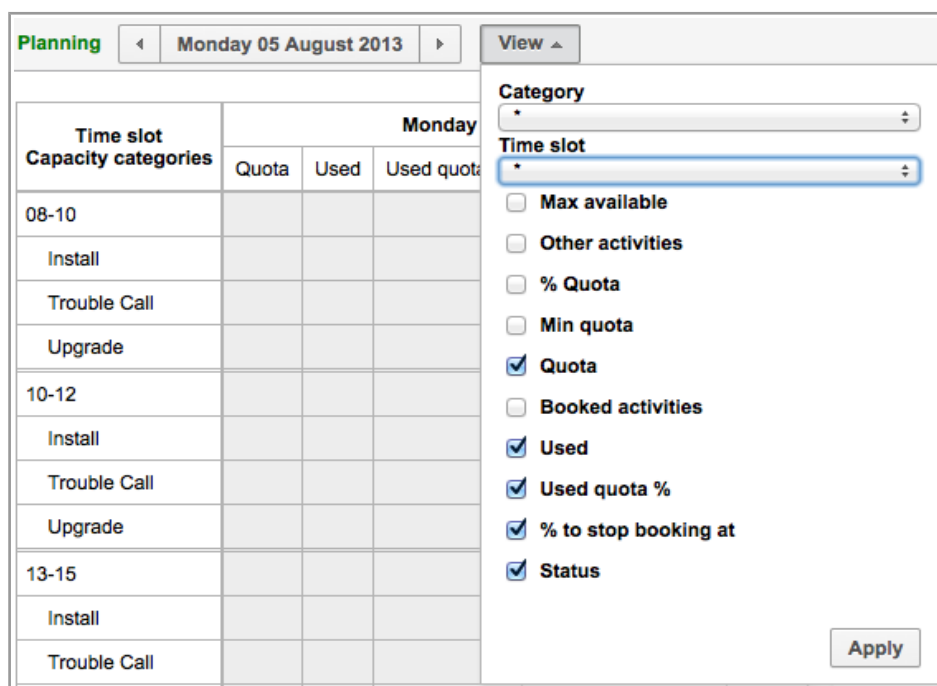 Planning Monday 05 August 2013 View
Category
*
Time slot
*
Max available
Other activities
% Quota
Min quota
Quota
Booked activities
Used
Used quota %
% to stop booking at
Status
Apply
Time slot
Capacity categories
Monday
Quota Used Used quota
08-10
Install
Trouble Call
Upgrade
10-12
Install
Trouble Call
Upgrade
13-15
Install
Trouble Call